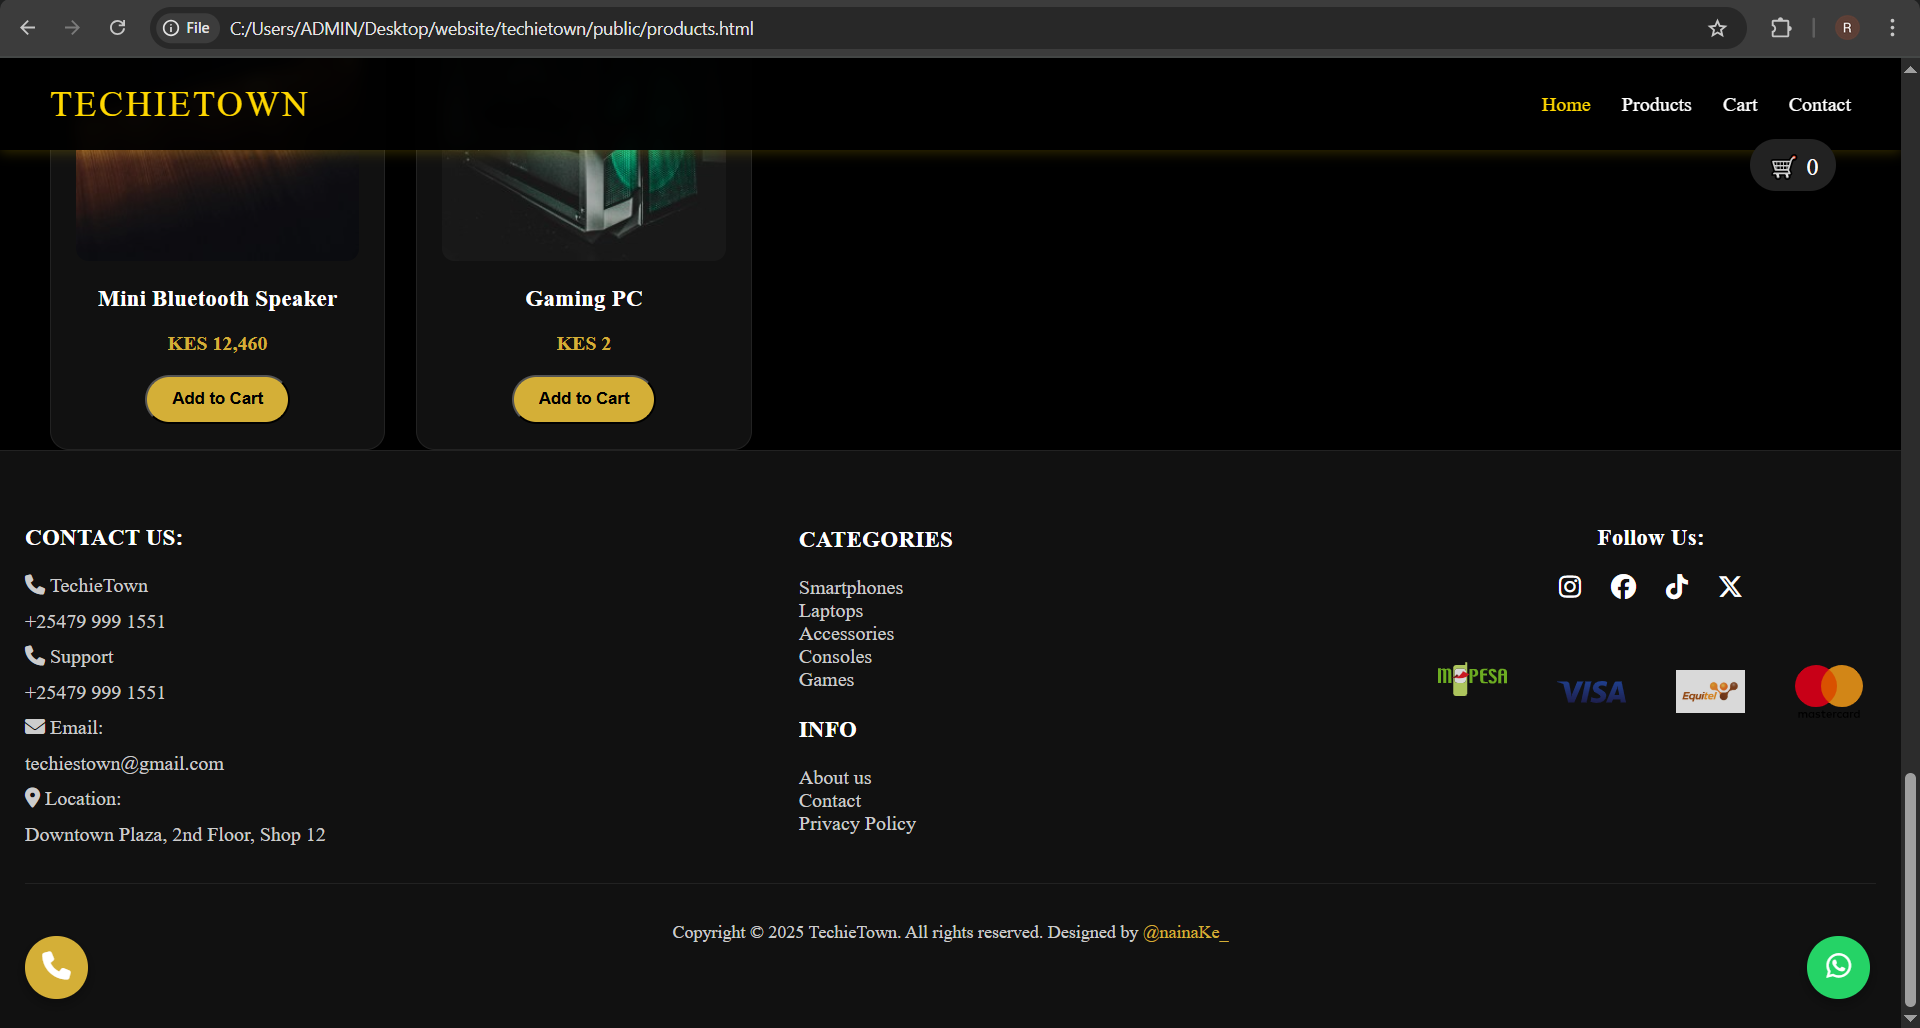 File C:/Users/ADMIN/Desktop/website/techietown/public/products.html R
TECHIETOWN
Home Products Cart Contact
0
Mini Bluetooth Speaker
KES 12,460
Add to Cart
Gaming PC
KES 2
Add to Cart
CONTACT US:
TechieTown
+25479 999 1551
Support
+25479 999 1551
Email:
techiestown@gmail.com
Location:
Downtown Plaza, 2nd Floor, Shop 12
CATEGORIES
Smartphones
Laptops
Accessories
Consoles
Games
INFO
About us
Contact
Privacy Policy
Follow Us:
M-PESA
VISA
Equitel
mastercard
Copyright © 2025 TechieTown. All rights reserved. Designed by @nainaKe_